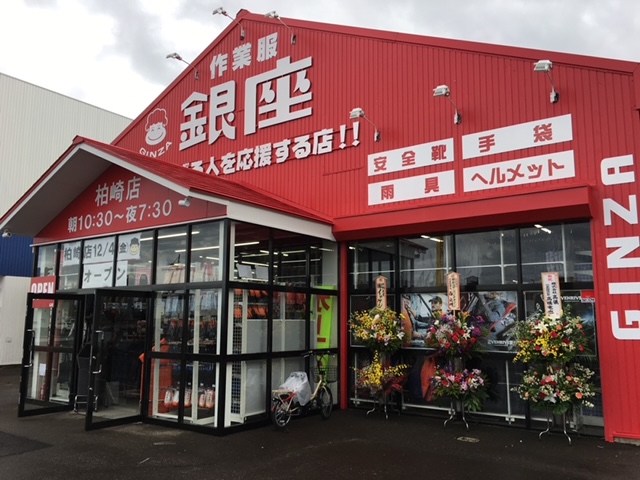 作業服
銀座
GINZA
る人を応援する店!!
安全靴
手袋
雨具
ヘルメット
GINZA
柏崎店
朝10:30～夜7:30
柏崎店12/4 金
オープン
OPEN